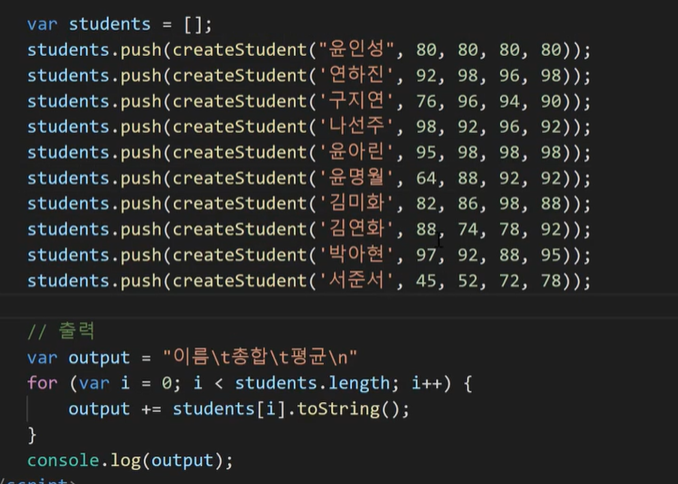 var students = [];
students.push(createStudent("윤인성", 80, 80, 80, 80));
students.push(createStudent('연하진', 92, 98, 96, 98));
students.push(createStudent('구지연', 76, 96, 94, 90));
students.push(createStudent('나선주', 98, 92, 96, 92));
students.push(createStudent('윤아린', 95, 98, 98, 98));
students.push(createStudent('윤명월', 64, 88, 92, 92));
students.push(createStudent('김미화', 82, 86, 98, 88));
students.push(createStudent('김연화', 88, 74, 78, 92));
students.push(createStudent('박아현', 97, 92, 88, 95));
students.push(createStudent('서준서', 45, 52, 72, 78));
// 출력
var output = "이름\t총합\t평균\n"
for (var i = 0; i < students.length; i++) {
    output += students[i].toString();
}
console.log(output);